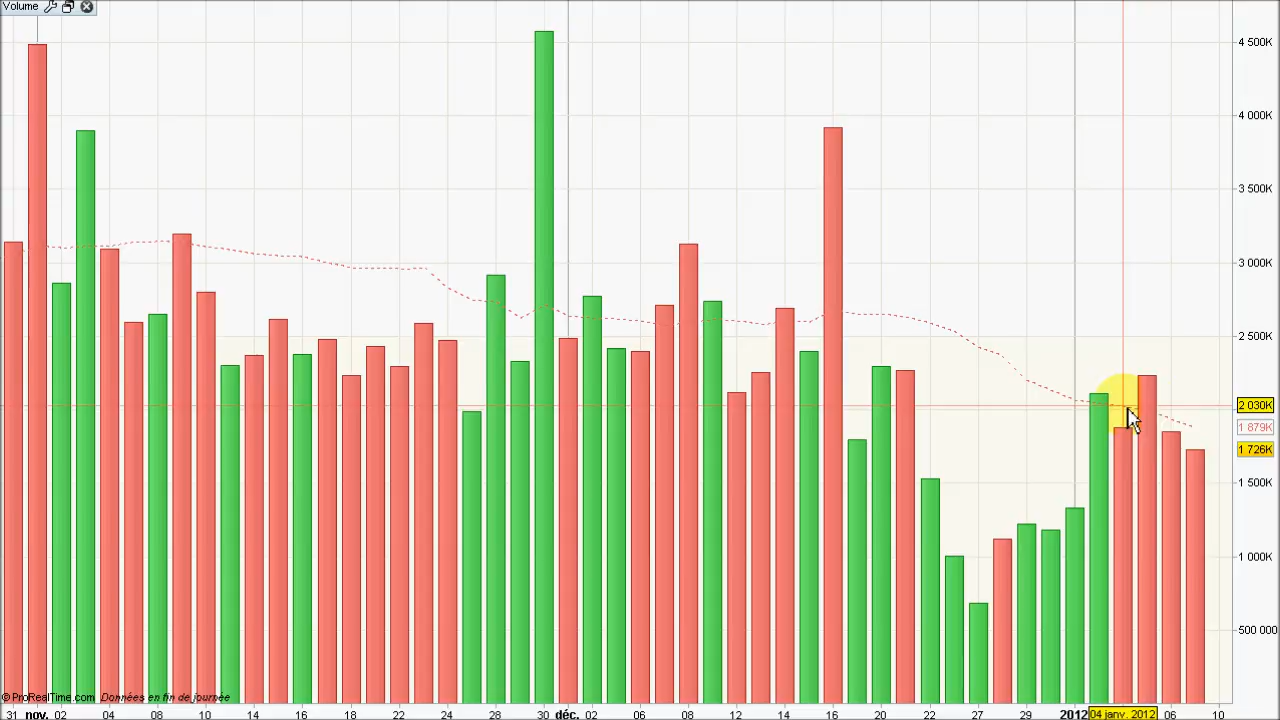 Volume
4 500K
4 000K
3 500K
3 000K
2 500K
2 030K
1 879K
1 726K
1 500K
1 000K
500 000
© ProRealTime.com Données en fin de journée
31 nov. 02 04 08 10 14 16 18 22 24 28 30 déc. 02 06 08 12 14 16 20 22 27 29 2012 04 janv. 2012 06 10